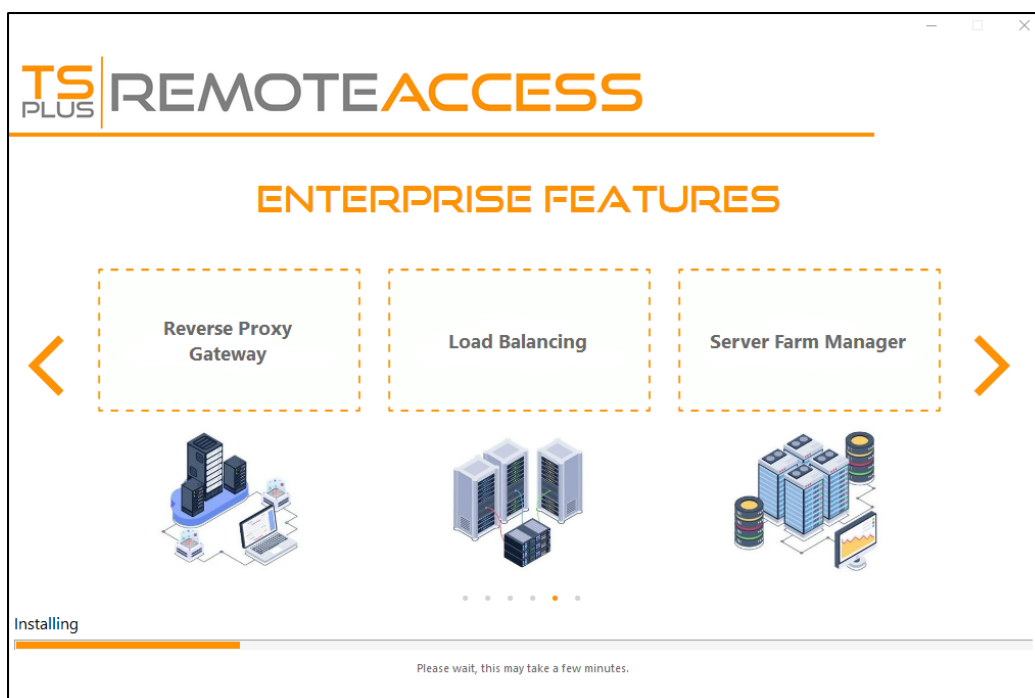 TS
PLUS
REMOTEACCESS
ENTERPRISE FEATURES
Reverse Proxy
Gateway
Load Balancing
Server Farm Manager
Installing
Please wait, this may take a few minutes.